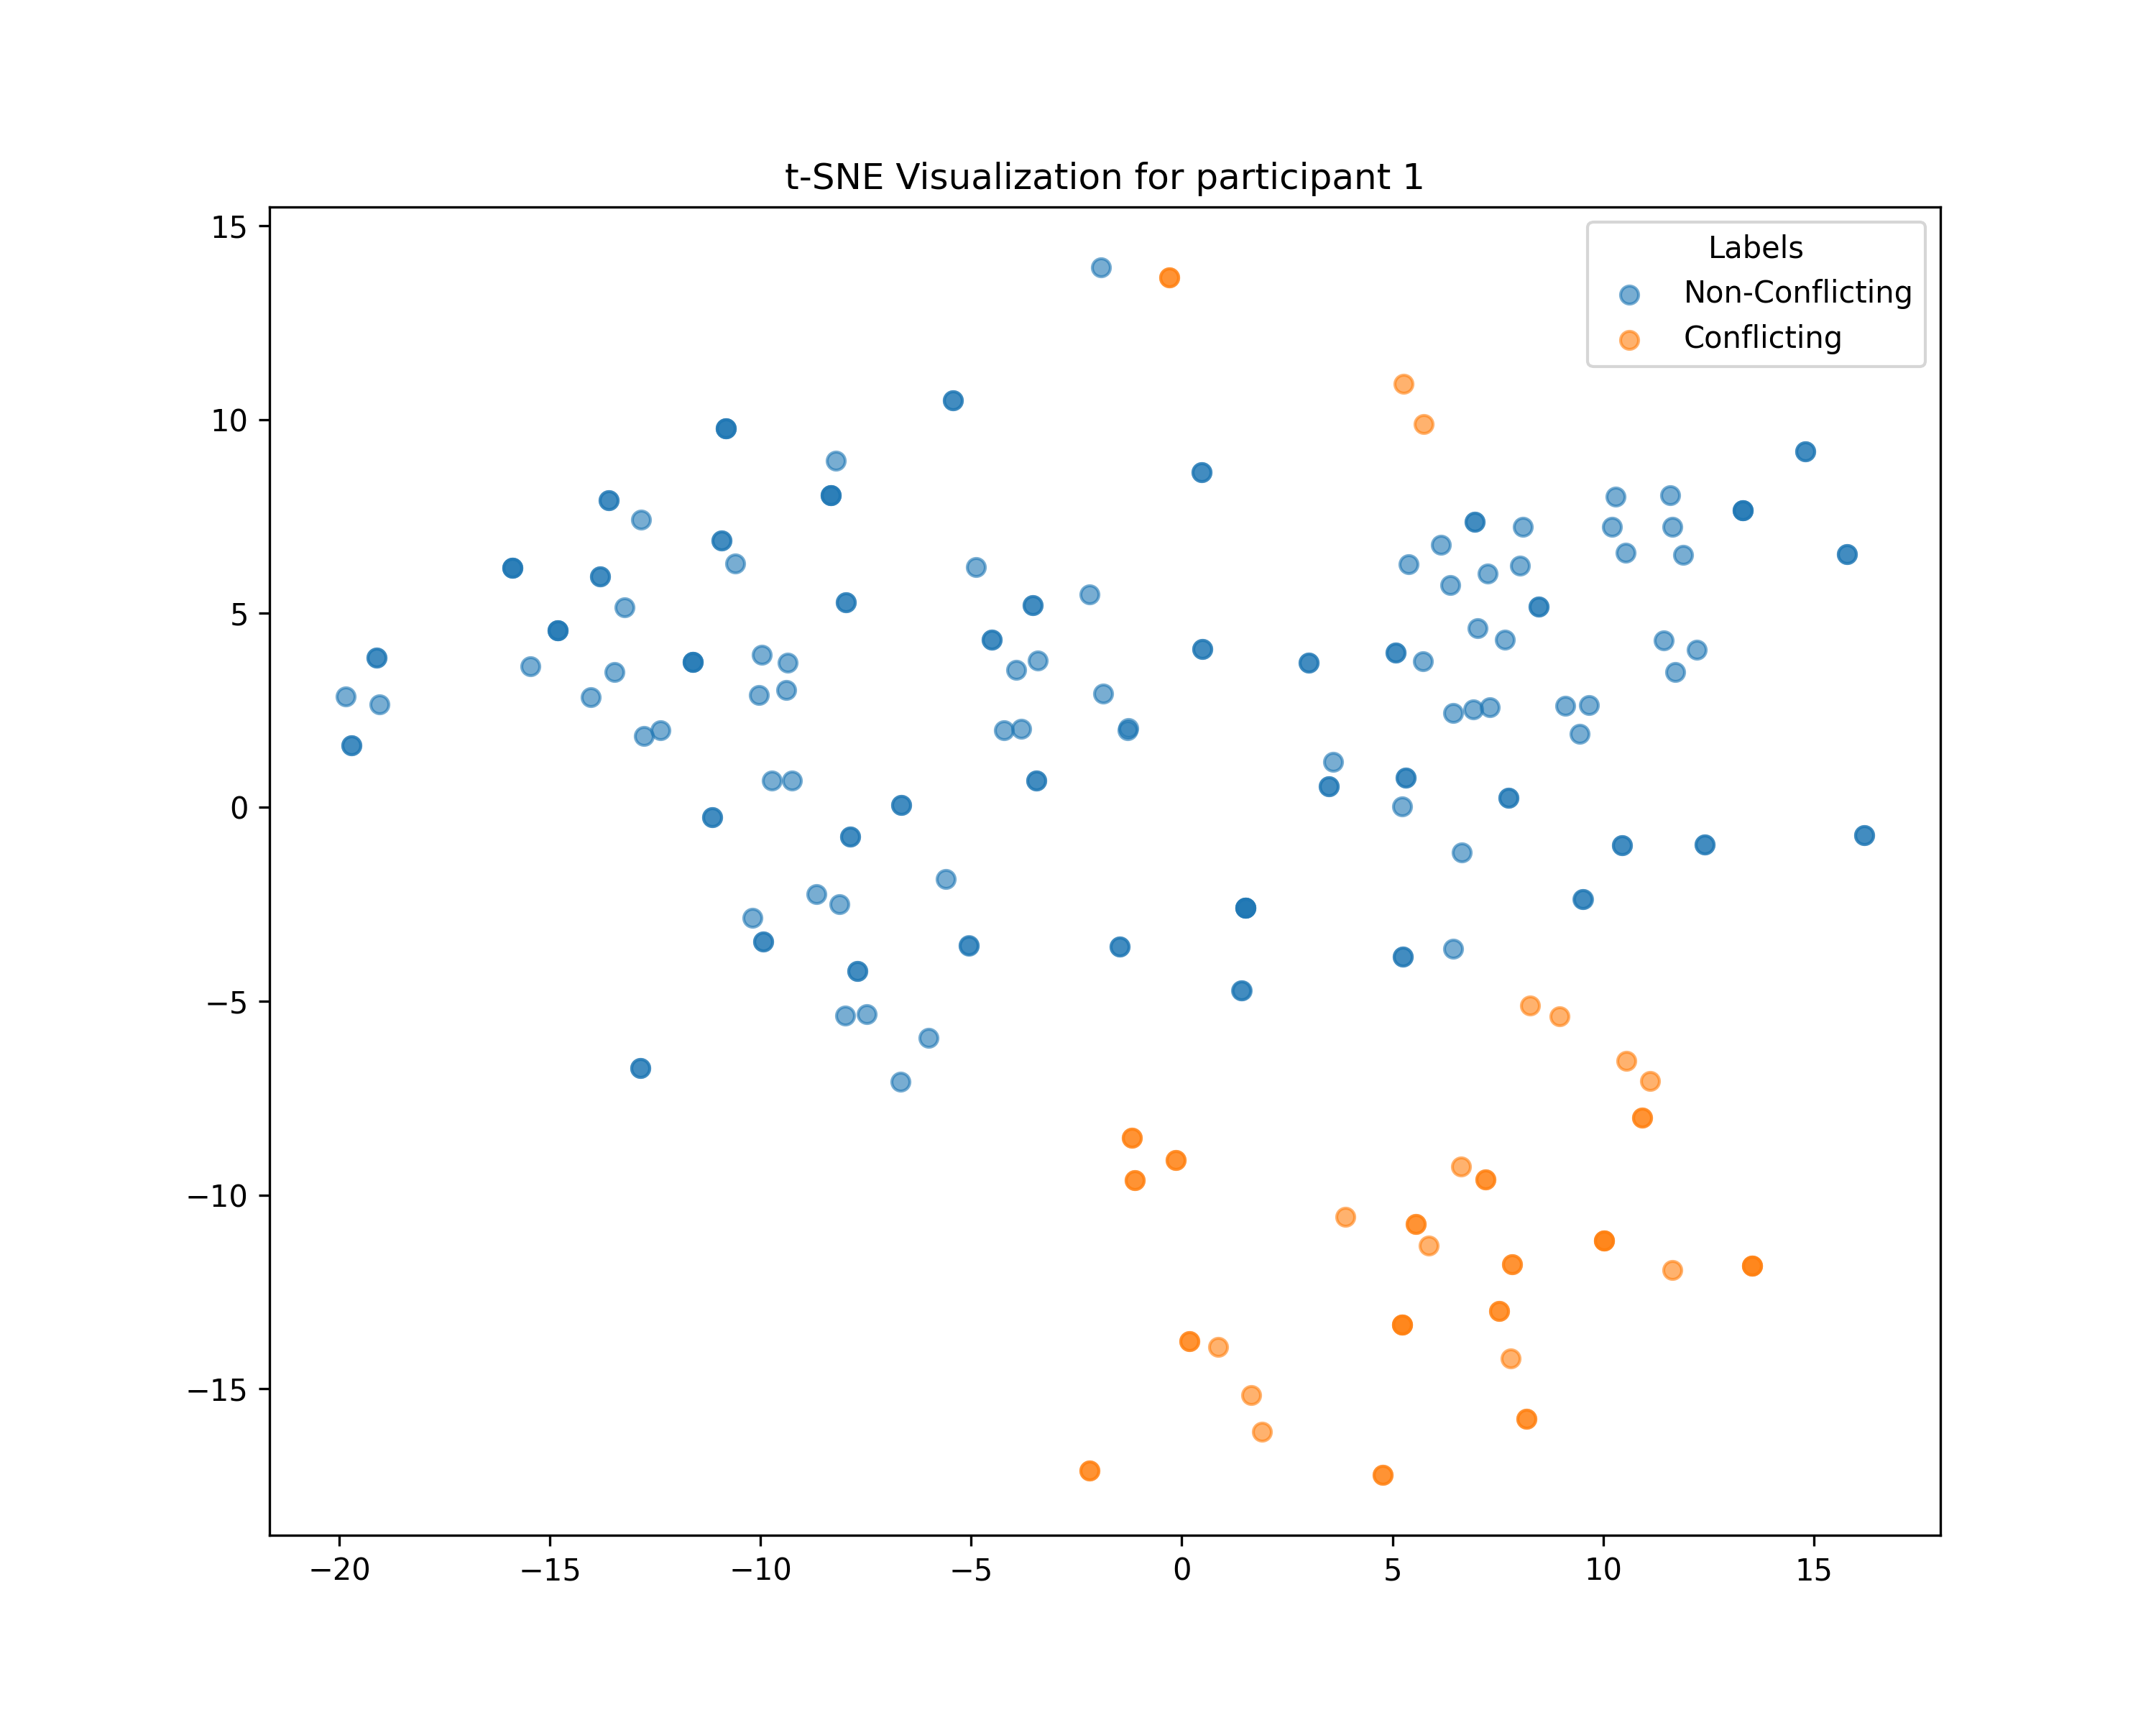 t-SNE Visualization for participant 1
Labels
Non-Conflicting
Conflicting
15
10
5
0
−5
−10
−15
−20 −15 −10 −5 0 5 10 15